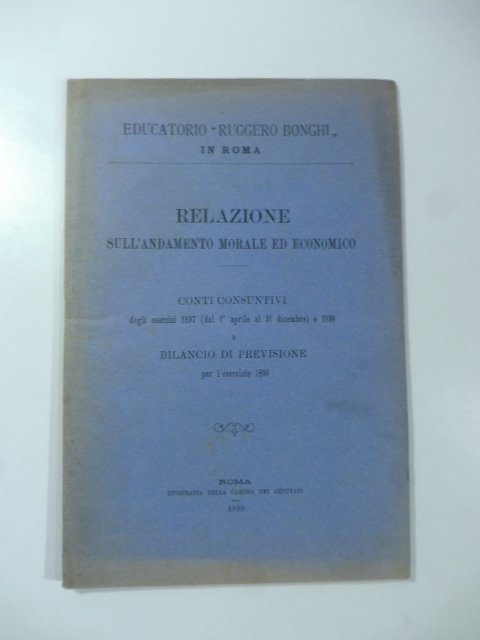 EDUCATORIO "RUGGERO BONGHI„
IN ROMA
RELAZIONE
SULL'ANDAMENTO MORALE ED ECONOMICO
CONTI CONSUNTIVI
degli esercizi 1897 (dal 1° aprile al 31 dicembre) e 1898
e
BILANCIO DI PREVISIONE
per l'esercizio 1899
ROMA
TIPOGRAFIA DELLA CAMERA DEI DEPUTATI
1899